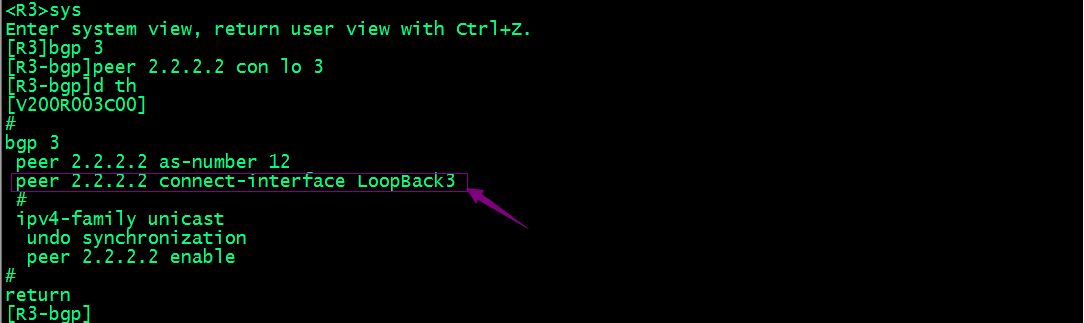 <R3>sys
Enter system view, return user view with Ctrl+Z.
[R3]bgp 3
[R3-bgp]peer 2.2.2.2 con lo 3
[R3-bgp]d th
[V200R003C00]
#
bgp 3
 peer 2.2.2.2 as-number 12
 peer 2.2.2.2 connect-interface LoopBack3
 #
 ipv4-family unicast
  undo synchronization
  peer 2.2.2.2 enable
#
return
[R3-bgp]